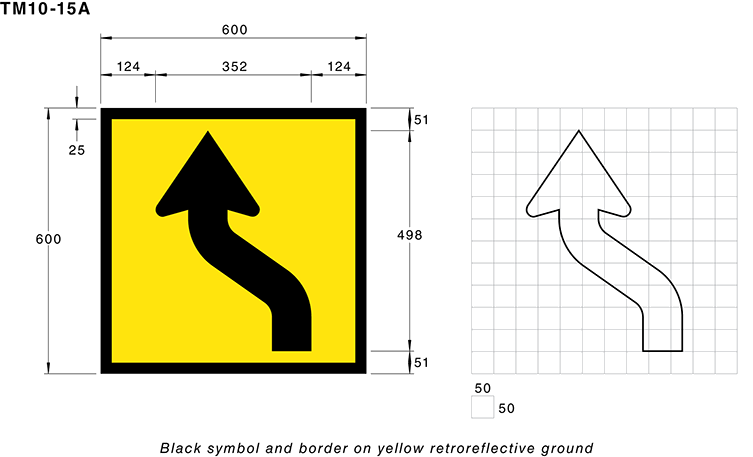 TM10-15A
600
124 352 124
51
25
600
498
51
50
50
Black symbol and border on yellow retroreflective ground